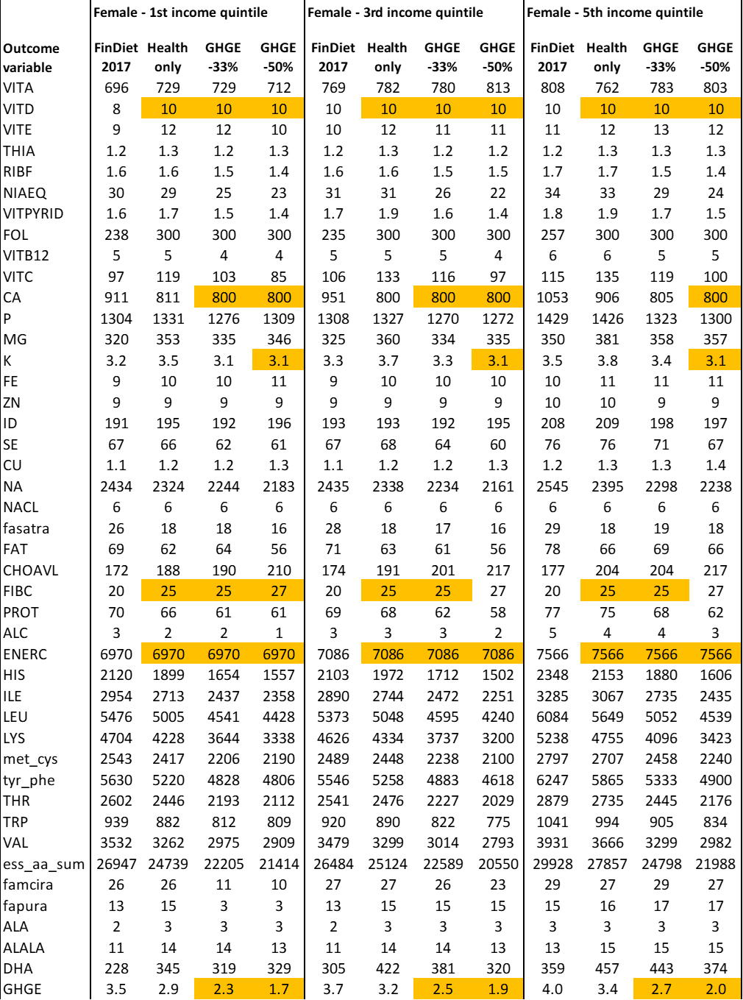 Female - 1st income quintile Female - 3rd income quintile Female - 5th income quintile
Outcome FinDiet Health GHGE GHGE FinDiet Health GHGE GHGE FinDiet Health GHGE GHGE
variable 2017 only -33% -50% 2017 only -33% -50% 2017 only -33% -50%
VITA 696 729 729 712 769 782 780 813 808 762 783 803
VITD 8 10 10 10 10 10 10 10 10 10 10 10
VITE 9 12 12 10 10 12 11 11 11 12 13 12
THIA 1.2 1.3 1.2 1.3 1.2 1.3 1.2 1.2 1.2 1.3 1.3 1.3
RIBF 1.6 1.6 1.5 1.4 1.6 1.6 1.5 1.5 1.7 1.7 1.5 1.4
NIAEQ 30 29 25 23 31 31 26 22 34 33 29 24
VITPYRID 1.6 1.7 1.5 1.4 1.7 1.9 1.6 1.4 1.8 1.9 1.7 1.5
FOL 238 300 300 300 235 300 300 300 257 300 300 300
VITB12 5 5 4 4 5 5 5 4 6 6 5 5
VITC 97 119 103 85 106 133 116 97 115 135 119 100
CA 911 811 800 800 951 800 800 800 1053 906 805 800
P 1304 1331 1276 1309 1308 1327 1270 1272 1429 1426 1323 1300
MG 320 353 335 346 325 360 334 335 350 381 358 357
K 3.2 3.5 3.1 3.1 3.3 3.7 3.3 3.1 3.5 3.8 3.4 3.1
FE 9 10 10 11 9 10 10 10 10 11 11 11
ZN 9 9 9 9 9 9 9 9 10 10 9 9
ID 191 195 192 196 193 193 192 195 208 209 198 197
SE 67 66 62 61 67 68 64 60 76 76 71 67
CU 1.1 1.2 1.2 1.3 1.1 1.2 1.2 1.3 1.2 1.3 1.3 1.4
NA 2434 2324 2244 2183 2435 2338 2234 2161 2545 2395 2298 2238
NACL 6 6 6 6 6 6 6 6 6 6 6 6
fasatra 26 18 18 16 28 18 17 16 29 18 19 18
FAT 69 62 64 56 71 63 61 56 78 66 69 66
CHOAVL 172 188 190 210 174 191 201 217 177 204 204 217
FIBC 20 25 25 27 20 25 25 27 20 25 25 27
PROT 70 66 61 61 69 68 62 58 77 75 68 62
ALC 3 2 2 1 3 3 3 2 5 4 4 3
ENERC 6970 6970 6970 6970 7086 7086 7086 7086 7566 7566 7566 7566
HIS 2120 1899 1654 1557 2103 1972 1712 1502 2348 2153 1880 1606
ILE 2954 2713 2437 2358 2890 2744 2472 2251 3285 3067 2735 2435
LEU 5476 5005 4541 4428 5373 5048 4595 4240 6084 5649 5052 4539
LYS 4704 4228 3644 3338 4626 4334 3737 3200 5238 4755 4096 3423
met_cys 2543 2417 2206 2190 2489 2448 2238 2100 2797 2707 2458 2240
tyr_phe 5630 5220 4828 4806 5546 5258 4883 4618 6247 5865 5333 4900
THR 2602 2446 2193 2112 2541 2476 2227 2029 2879 2735 2445 2176
TRP 939 882 812 809 920 890 822 775 1041 994 905 834
VAL 3532 3262 2975 2909 3479 3299 3014 2793 3931 3666 3299 2982
ess_aa_sum 26947 24739 22205 21414 26484 25124 22589 20550 29928 27857 24798 21988
famcira 26 26 11 10 27 27 26 23 29 27 29 27
fapura 13 15 3 3 13 15 15 15 15 16 17 17
ALA 2 3 3 3 2 3 3 3 3 3 3 3
ALALA 11 14 14 13 11 14 14 13 13 15 15 15
DHA 228 345 319 329 305 422 381 320 359 457 443 374
GHGE 3.5 2.9 2.3 1.7 3.7 3.2 2.5 1.9 4.0 3.4 2.7 2.0